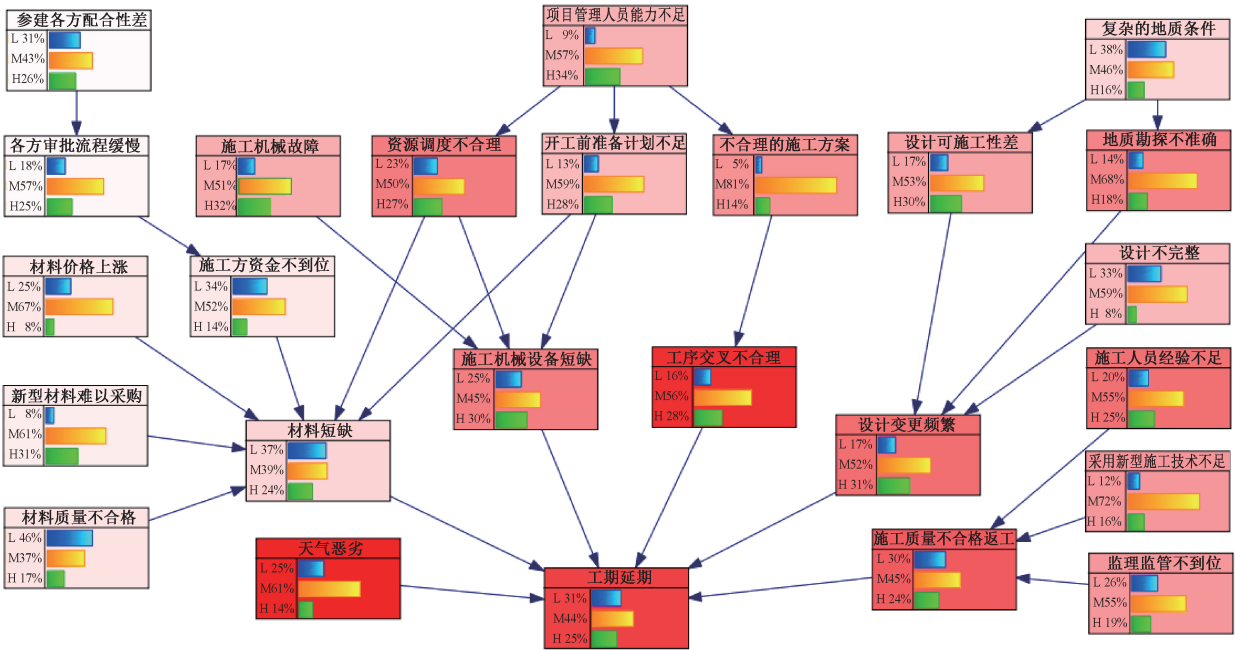 参建各方配合性差
L 31%
M43%
H26%
项目管理人员能力不足
L 9%
M57%
H34%
复杂的地质条件
L 38%
M46%
H16%
各方审批流程缓慢
L 18%
M57%
H25%
施工机械故障
L 17%
M51%
H32%
资源调度不合理
L 23%
M50%
H27%
开工前准备计划不足
L 13%
M59%
H28%
不合理的施工方案
L 5%
M81%
H14%
设计可施工性差
L 17%
M53%
H30%
地质勘探不准确
L 14%
M68%
H18%
材料价格上涨
L 25%
M67%
H 8%
施工方资金不到位
L 34%
M52%
H 14%
设计不完整
L 33%
M59%
H 8%
施工机械设备短缺
L 25%
M45%
H 30%
工序交叉不合理
L 16%
M56%
H 28%
施工人员经验不足
L 20%
M55%
H 25%
新型材料难以采购
L 8%
M61%
H31%
材料短缺
L 37%
M39%
H 24%
设计变更频繁
L 17%
M52%
H 31%
采用新型施工技术不足
L 12%
M72%
H 16%
材料质量不合格
L 46%
M37%
H 17%
天气恶劣
L 25%
M61%
H 14%
工期延期
L 31%
M44%
H 25%
施工质量不合格返工
L 30%
M45%
H 24%
监理监管不到位
L 26%
M55%
H 19%